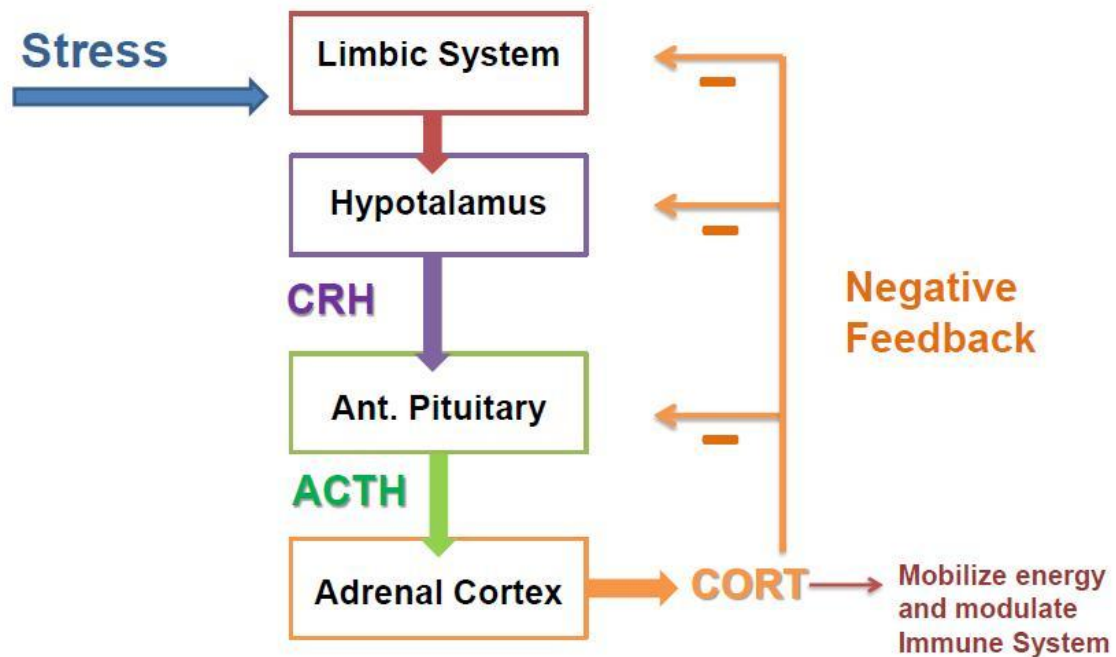 Stress
Limbic System
Hypotalamus
CRH
Negative
Feedback
Ant. Pituitary
ACTH
Adrenal Cortex
CORT
Mobilize energy
and modulate
Immune System